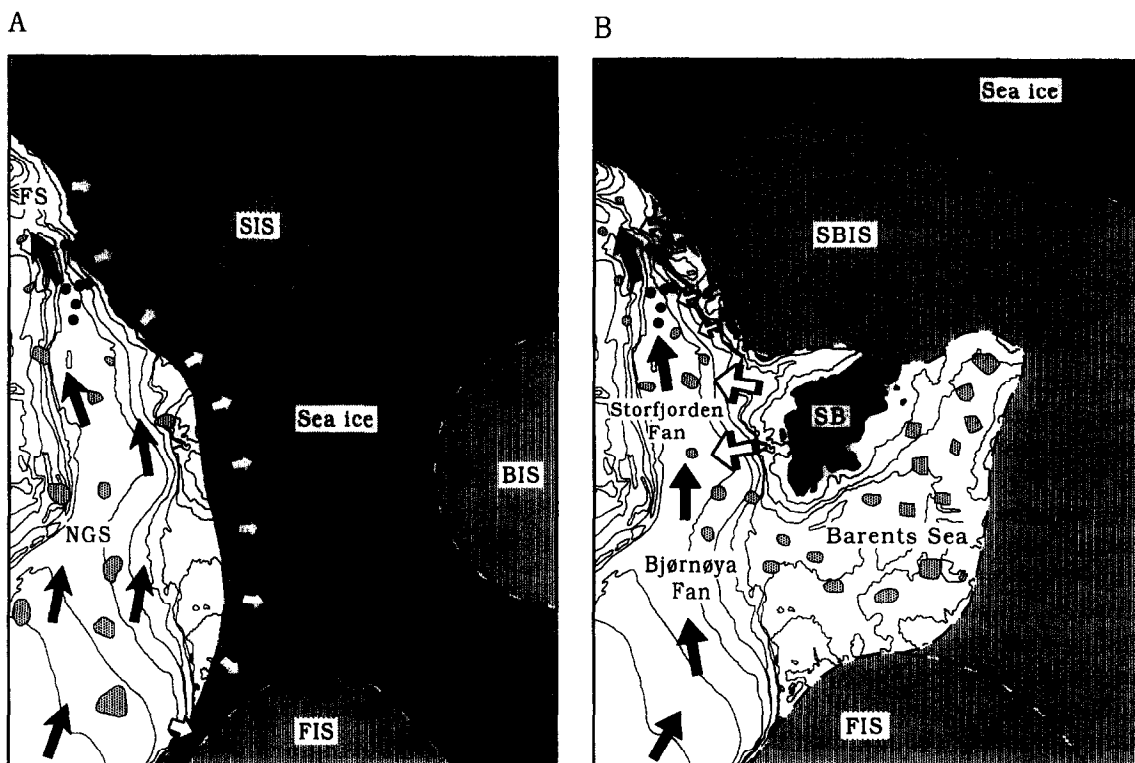 A
B
FS
SIS
Sea ice
BIS
NGS
FIS
Sea ice
SBIS
Storfjorden
Fan
SB
Barents Sea
Bjørnøya
Fan
FIS